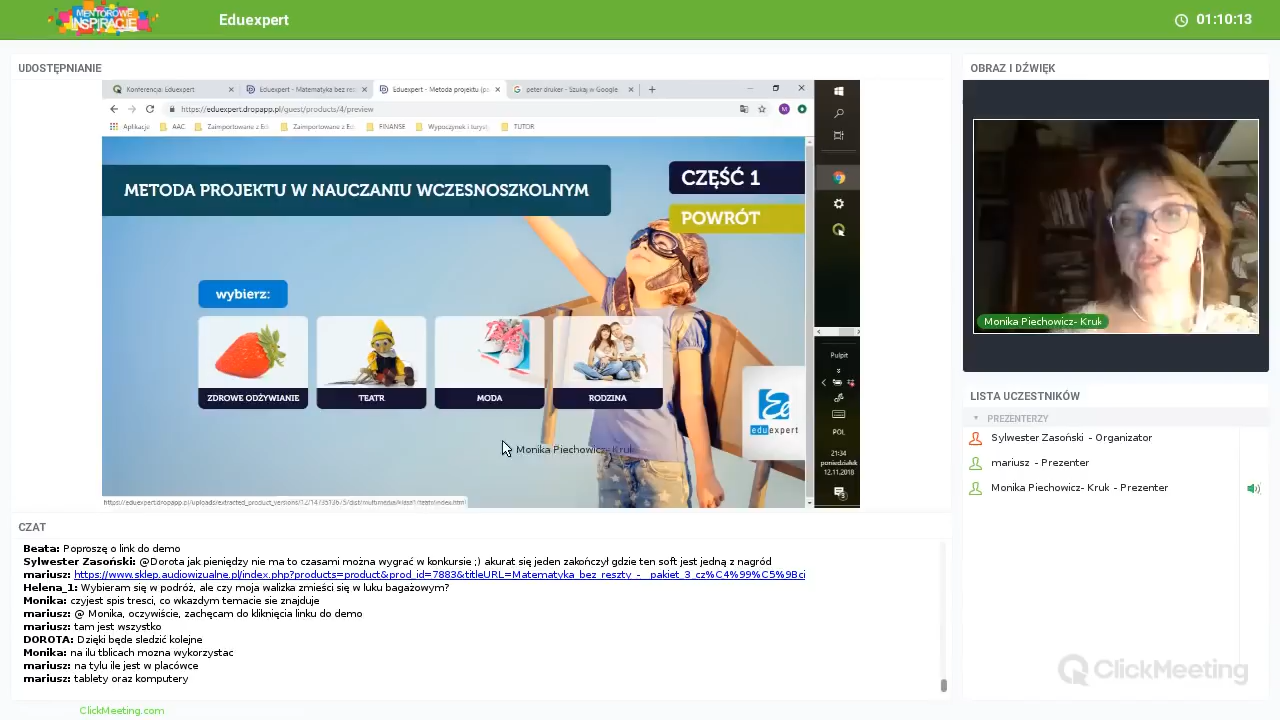 MENTOROWE
INSPIRACJE
Eduexpert
01:10:13
UDOSTĘPNIANIE
Konferencja: Eduexpert
Eduexpert - Matematyka bez resz
Eduexpert - Metoda projektu (pa
peter druker - Szukaj w Google
https://eduexpert.dropapp.pl/guest/products/4/preview
Aplikacje
AAC
Zaimportowane z Ed
Zaimportowane z Ed
FINANSE
Wypoczynek i turys
TUTOR
METODA PROJEKTU W NAUCZANIU WCZESNOSZKOLNYM
CZĘŚĆ 1
POWRÓT
wybierz:
ZDROWE ODŻYWIANIE
TEATR
MODA
RODZINA
eduexpert
Monika Piechowicz- Kruk
Pulpit
POL
21:34
poniedziałek
12.11.2018
CZAT
Beata: Poproszę o link do demo
Sylwester Zasoński: @Dorota jak pieniędzy nie ma to czasami można wygrać w konkursie ;) akurat się jeden zakończył gdzie ten soft jest jedną z nagród
mariusz: https://www.sklep.audiowizualne.pl/index.php?products=product&prod_id=7883&titleURL=Matematyka_bez_reszty_-__pakiet_3_cz%C4%99%C5%9Bci
Helena_1: Wybieram się w podróż, ale czy moja walizka zmieści się w luku bagażowym?
Monika: czyjest spis tresci, co wkazdym temacie sie znajduje
mariusz: @ Monika, oczywiście, zachęcam do kliknięcia linku do demo
mariusz: tam jest wszystko
DOROTA: Dzięki będe sledzić kolejne
Monika: na ilu tblicach mozna wykorzystac
mariusz: na tylu ile jest w placówce
mariusz: tablety oraz komputery
ClickMeeting.com
OBRAZ I DŹWIĘK
Monika Piechowicz- Kruk
LISTA UCZESTNIKÓW
PREZENTERZY
Sylwester Zasoński - Organizator
mariusz - Prezenter
Monika Piechowicz- Kruk - Prezenter
ClickMeeting